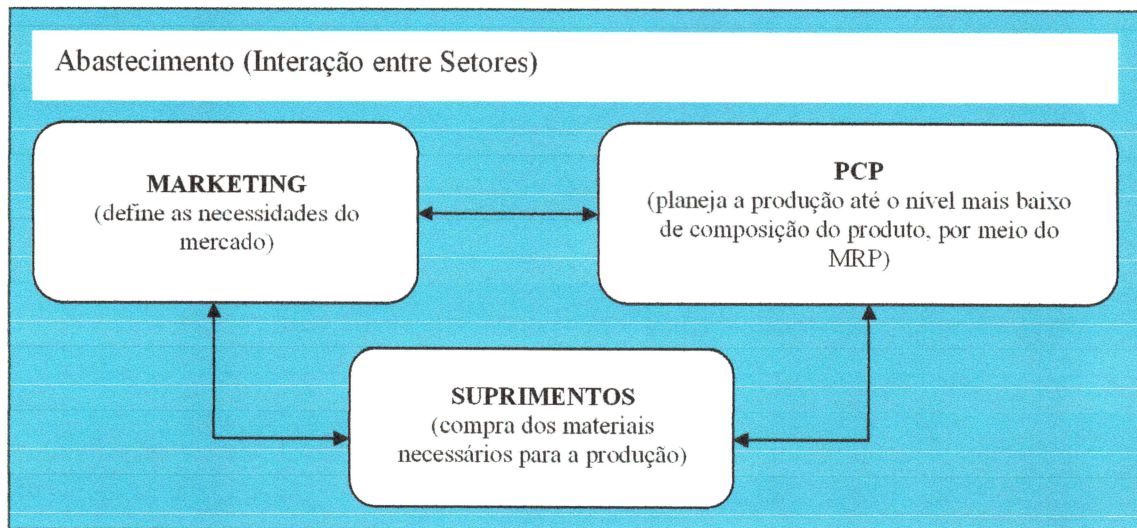 Abastecimento (Interação entre Setores)
MARKETING
(define as necessidades do
mercado)
PCP
(planeja a produção até o nível mais baixo
de composição do produto, por meio do
MRP)
SUPRIMENTOS
(compra dos materiais
necessários para a produção)